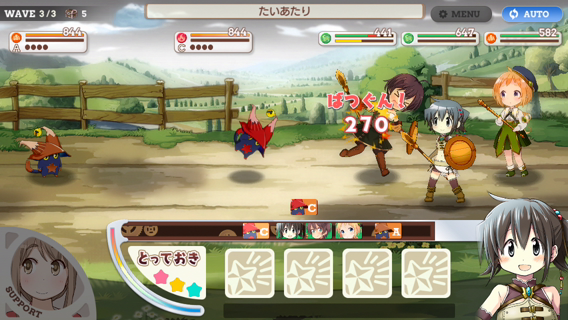 WAVE 3/3
5
たいあたり
MENU
AUTO
844
A
844
C
441
647
582
ばつぐん!
270
C
C
A
とっておき
SUPPORT